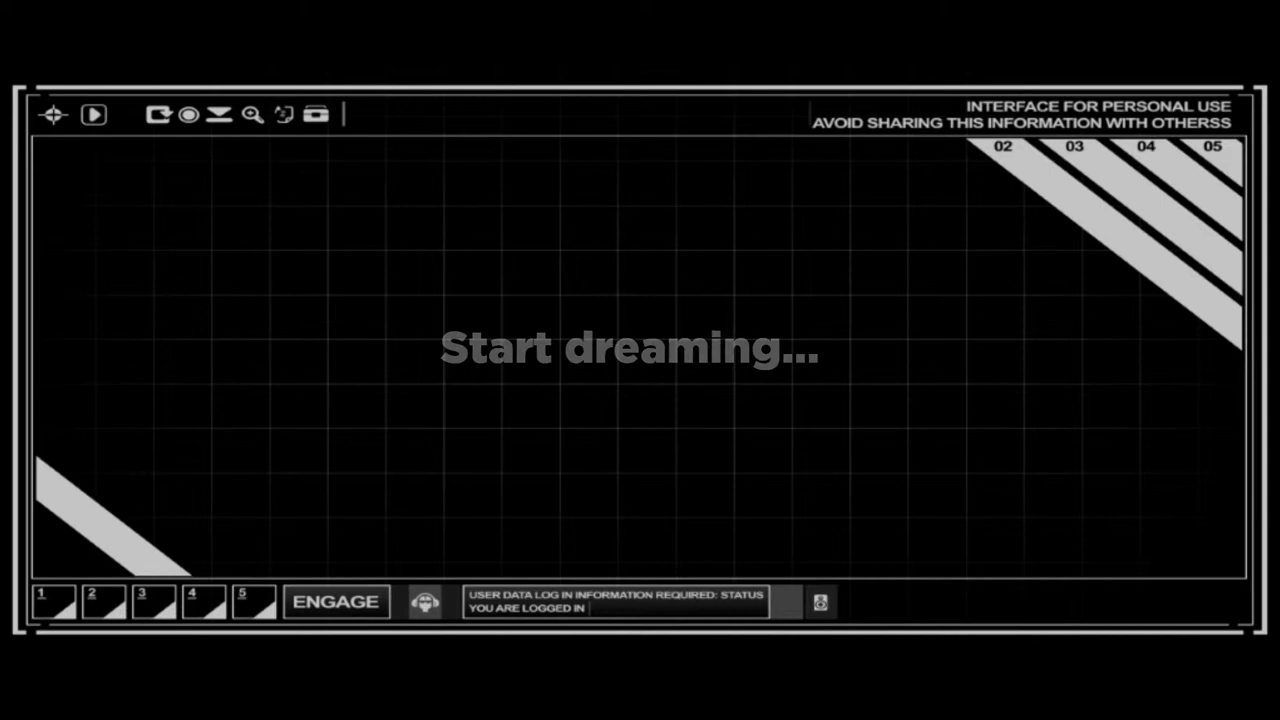 INTERFACE FOR PERSONAL USE
AVOID SHARING THIS INFORMATION WITH OTHERSS
02 03 04 05
Start dreaming...
1 2 3 4 5 ENGAGE
USER DATA LOG IN INFORMATION REQUIRED: STATUS
YOU ARE LOGGED IN